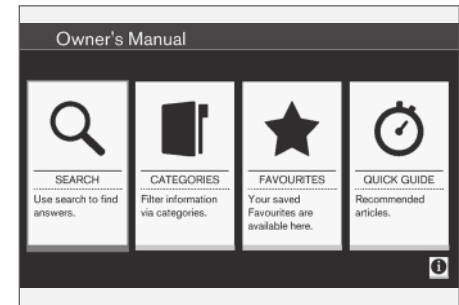 Owner's Manual
SEARCH
Use search to find
answers.
CATEGORIES
Filter information
via categories.
FAVOURITES
Your saved
Favourites are
available here.
QUICK GUIDE
Recommended
articles.
i